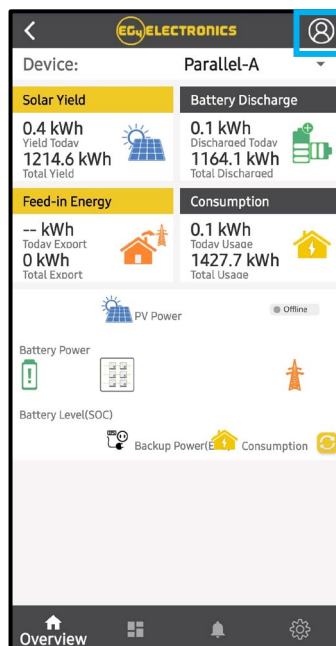 EG4 ELECTRONICS
Device: Parallel-A
Solar Yield
0.4 kWh
Yield Today
1214.6 kWh
Total Yield
Battery Discharge
0.1 kWh
Discharged Today
1164.1 kWh
Total Discharged
Feed-in Energy
-- kWh
Today Export
0 kWh
Total Export
Consumption
0.1 kWh
Today Usage
1427.7 kWh
Total Usage
PV Power
Offline
Battery Power
Battery Level(SOC)
Backup Power(E
Consumption
Overview